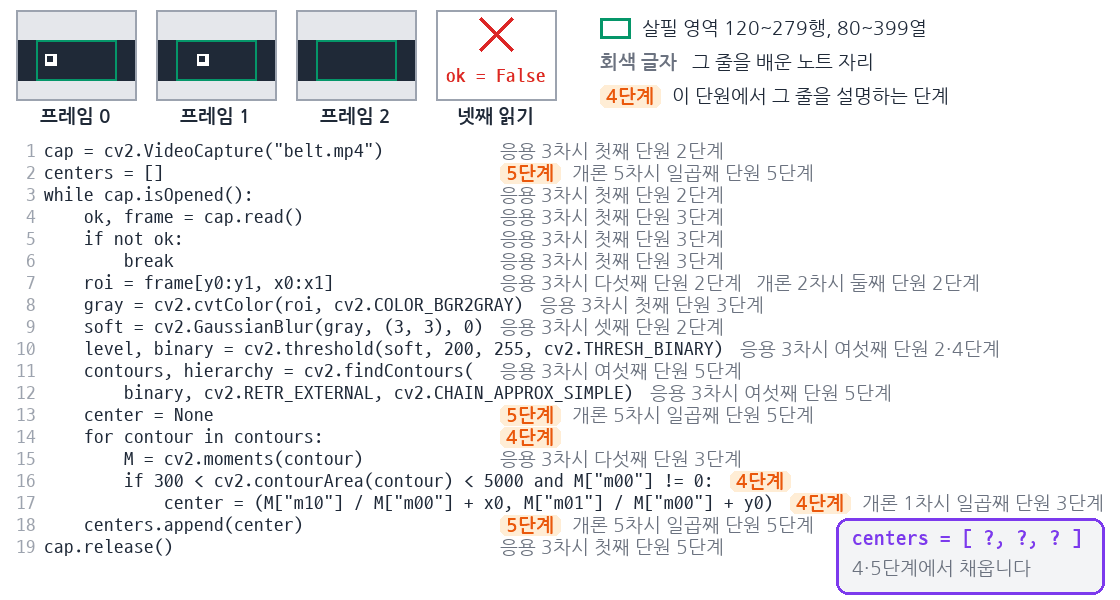 ok = False
프레임 0
프레임 1
프레임 2
넷째 읽기
살필 영역 120~279행, 80~399열
회색 글자 그 줄을 배운 노트 자리
4단계 이 단원에서 그 줄을 설명하는 단계
1 cap = cv2.VideoCapture("belt.mp4") 응용 3차시 첫째 단원 2단계
2 centers = [] 5단계 개론 5차시 일곱째 단원 5단계
3 while cap.isOpened(): 응용 3차시 첫째 단원 2단계
4 ok, frame = cap.read() 응용 3차시 첫째 단원 3단계
5 if not ok: 응용 3차시 첫째 단원 3단계
6 break 응용 3차시 첫째 단원 3단계
7 roi = frame[y0:y1, x0:x1] 응용 3차시 다섯째 단원 2단계 개론 2차시 둘째 단원 2단계
8 gray = cv2.cvtColor(roi, cv2.COLOR_BGR2GRAY) 응용 3차시 첫째 단원 3단계
9 soft = cv2.GaussianBlur(gray, (3, 3), 0) 응용 3차시 셋째 단원 2단계
10 level, binary = cv2.threshold(soft, 200, 255, cv2.THRESH_BINARY) 응용 3차시 여섯째 단원 2·4단계
11 contours, hierarchy = cv2.findContours( 응용 3차시 여섯째 단원 5단계
12 binary, cv2.RETR_EXTERNAL, cv2.CHAIN_APPROX_SIMPLE) 응용 3차시 여섯째 단원 5단계
13 center = None 5단계 개론 5차시 일곱째 단원 5단계
14 for contour in contours: 4단계
15 M = cv2.moments(contour) 응용 3차시 다섯째 단원 3단계
16 if 300 < cv2.contourArea(contour) < 5000 and M["m00"] != 0: 4단계
17 center = (M["m10"] / M["m00"] + x0, M["m01"] / M["m00"] + y0) 4단계 개론 1차시 일곱째 단원 3단계
18 centers.append(center) 5단계 개론 5차시 일곱째 단원 5단계
19 cap.release() 응용 3차시 첫째 단원 5단계
centers = [ ?, ?, ? ]
4·5단계에서 채웁니다